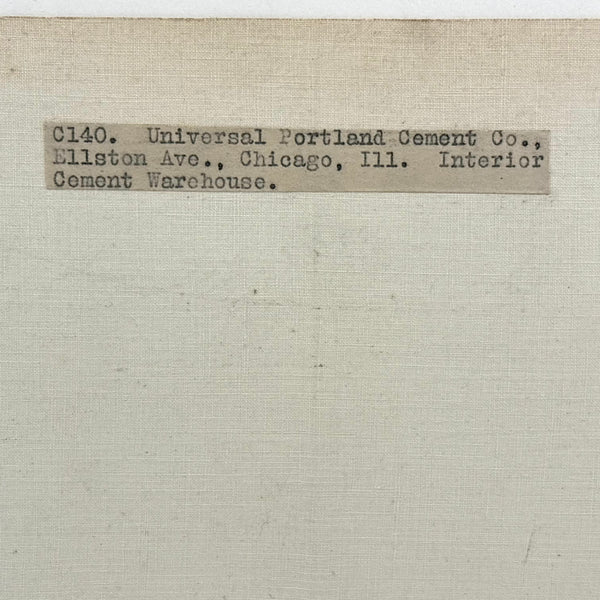 C140. Universal Portland Cement Co.,
Ellston Ave., Chicago, Ill. Interior
Cement Warehouse.